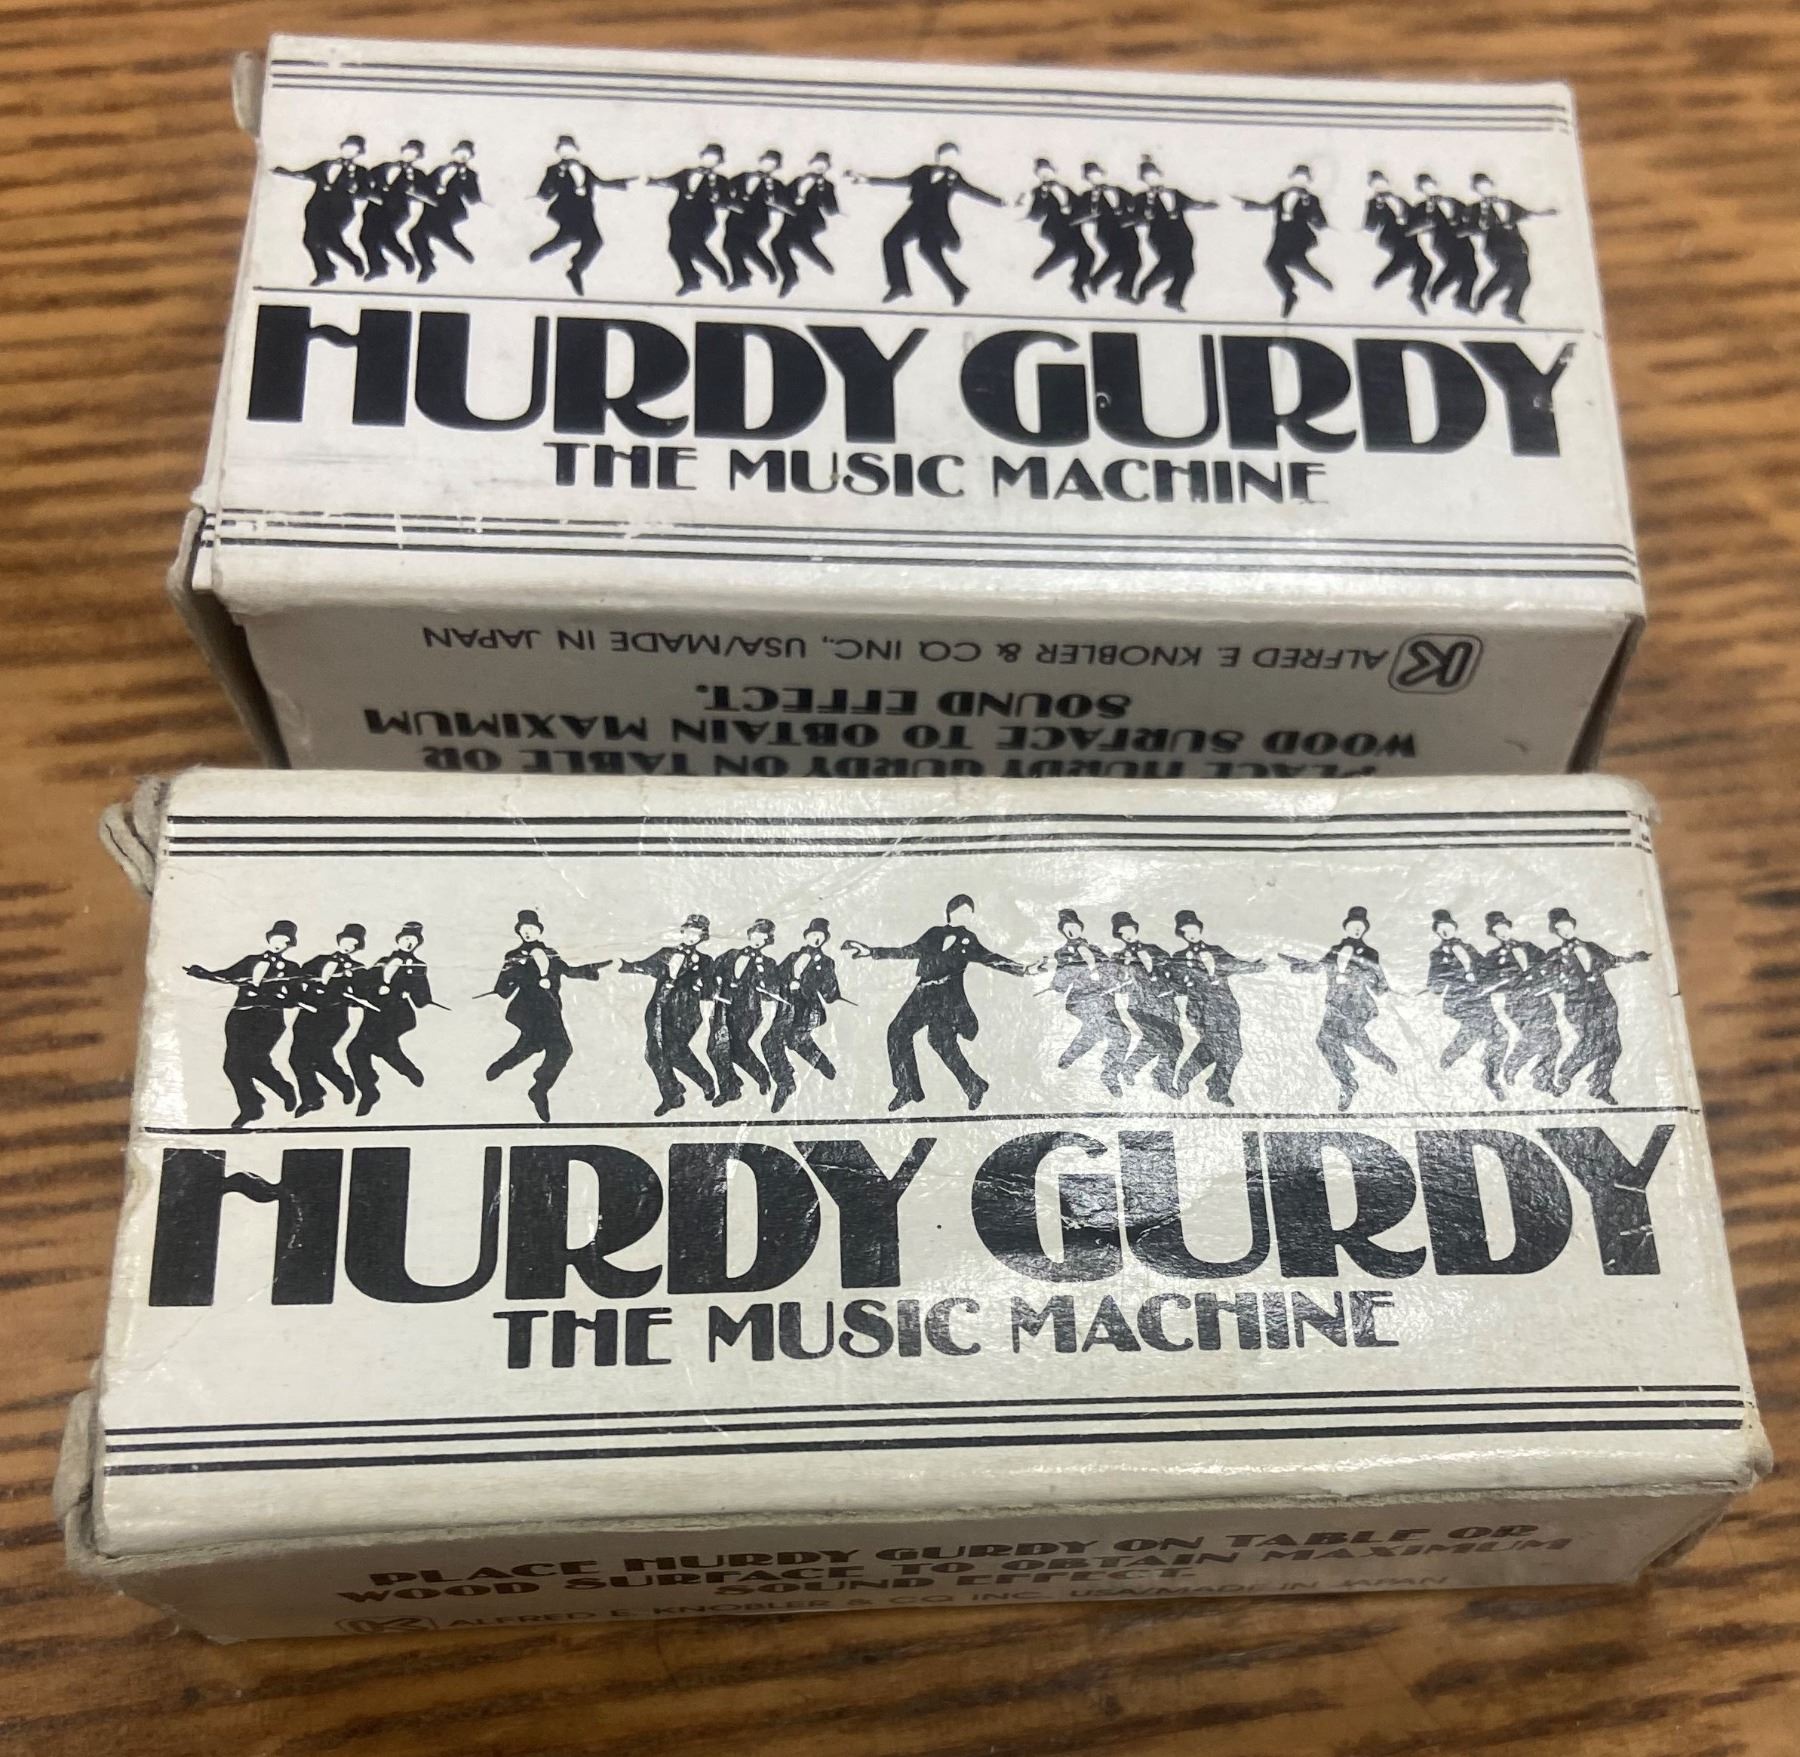 HURDY GURDY
THE MUSIC MACHINE
K ALFRED E KNOBLER & CO. INC., USA/MADE IN JAPAN
PLACE HURDY GURDY ON TABLE OR
WOOD SURFACE TO OBTAIN MAXIMUM
SOUND EFFECT.
HURDY GURDY
THE MUSIC MACHINE
PLACE HURDY GURDY ON TABLE OR
WOOD SURFACE TO OBTAIN MAXIMUM
SOUND EFFECT.
K ALFRED E. KNOBLER & CO. INC., USA/MADE IN JAPAN